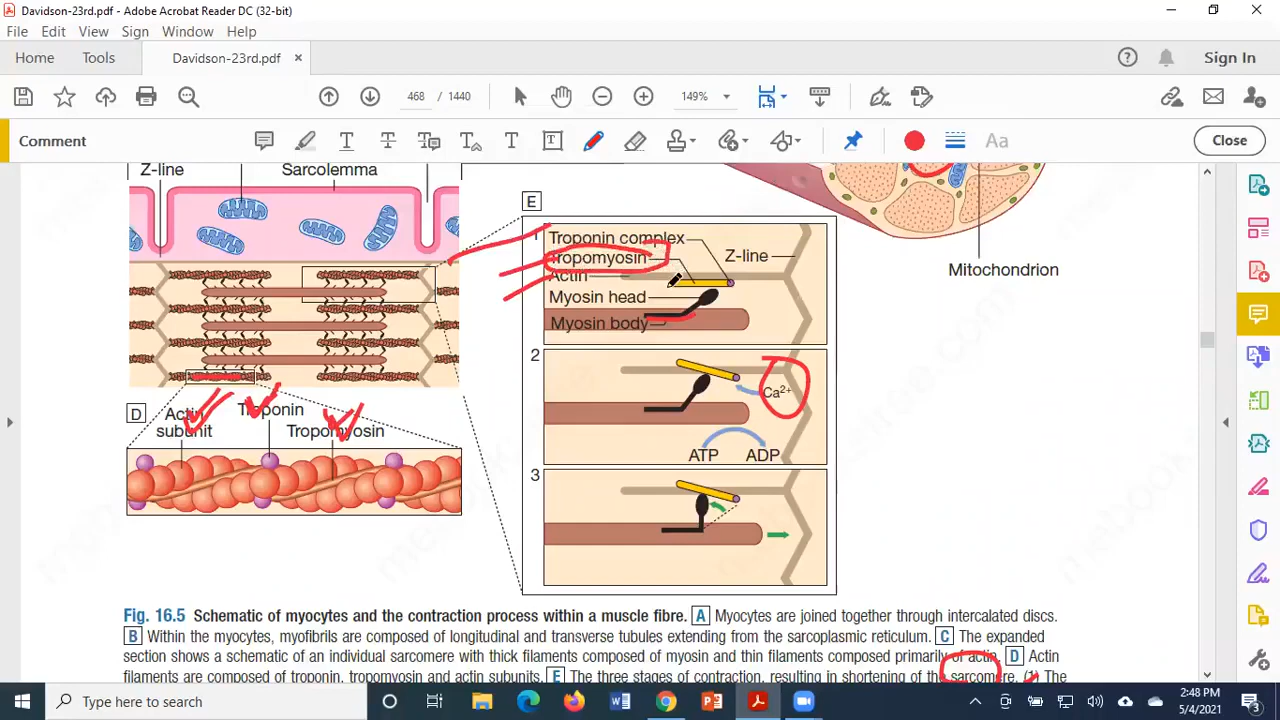 Davidson-23rd.pdf - Adobe Acrobat Reader DC (32-bit)
File Edit View Sign Window Help
Home Tools Davidson-23rd.pdf × Sign In
468 / 1440 149%
Comment Close
Z-line Sarcolemma
E
1
Troponin complex
Tropomyosin Z-line
Actin
Myosin head
Myosin body
Mitochondrion
2
Ca2+
ATP ADP
D Actin subunit Troponin Tropomyosin
3
Fig. 16.5 Schematic of myocytes and the contraction process within a muscle fibre. A Myocytes are joined together through intercalated discs.
B Within the myocytes, myofibrils are composed of longitudinal and transverse tubules extending from the sarcoplasmic reticulum. C The expanded
section shows a schematic of an individual sarcomere with thick filaments composed of myosin and thin filaments composed primarily of actin. D Actin
filaments are composed of troponin, tropomyosin and actin subunits. E The three stages of contraction, resulting in shortening of the sarcomere. The
Type here to search
2:48 PM
5/4/2021